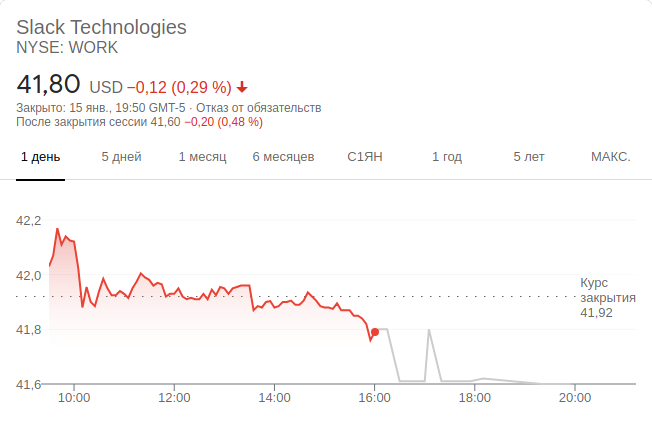 Slack Technologies
NYSE: WORK
41,80 USD −0,12 (0,29 %)
Закрыто: 15 янв., 19:50 GMT-5 · Отказ от обязательств
После закрытия сессии 41,60 −0,20 (0,48 %)
1 день 5 дней 1 месяц 6 месяцев С1ЯН 1 год 5 лет МАКС.
42,2
42,0
Курс
закрытия
41,92
41,8
41,6
10:00 12:00 14:00 16:00 18:00 20:00